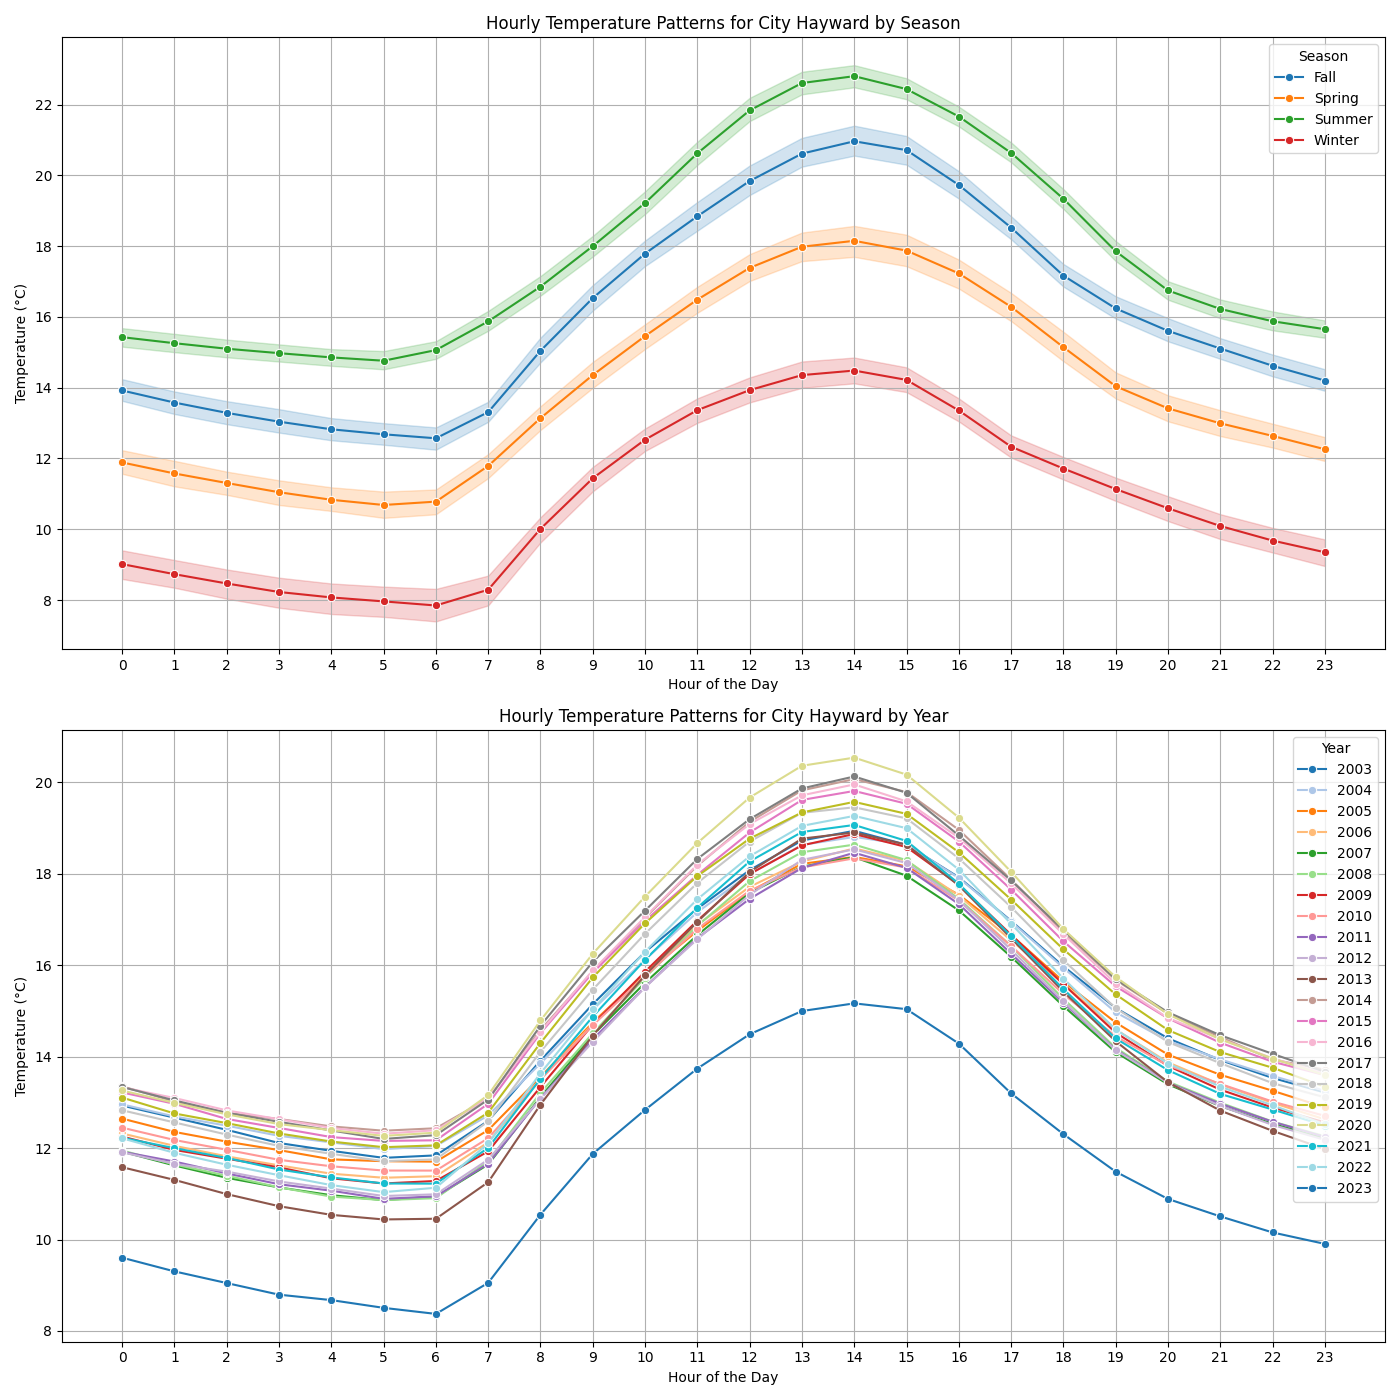 Hourly Temperature Patterns for City Hayward by Season
Temperature (°C)
22
20
18
16
14
12
10
8
Season
Fall
Spring
Summer
Winter
0 1 2 3 4 5 6 7 8 9 10 11 12 13 14 15 16 17 18 19 20 21 22 23
Hour of the Day
Hourly Temperature Patterns for City Hayward by Year
Temperature (°C)
20
18
16
14
12
10
8
Year
2003
2004
2005
2006
2007
2008
2009
2010
2011
2012
2013
2014
2015
2016
2017
2018
2019
2020
2021
2022
2023
0 1 2 3 4 5 6 7 8 9 10 11 12 13 14 15 16 17 18 19 20 21 22 23
Hour of the Day